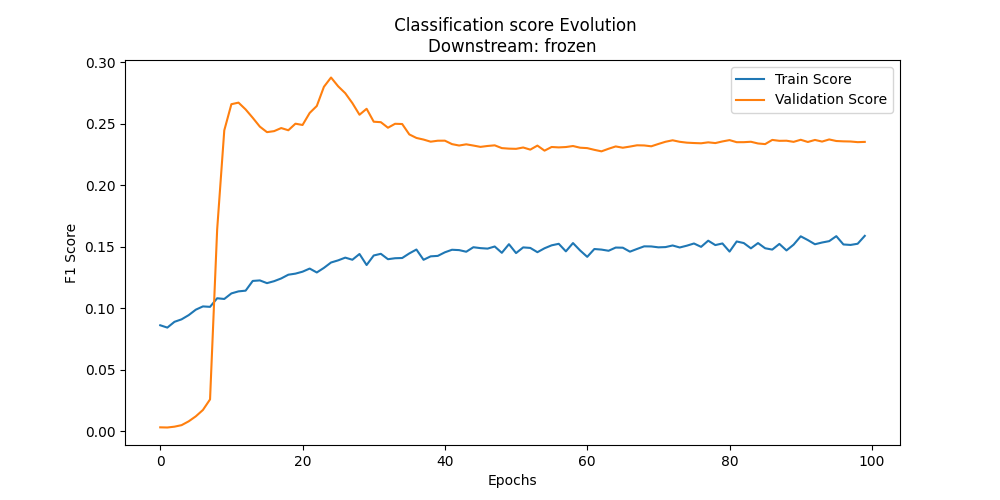 Classification score Evolution
Downstream: frozen
Train Score
Validation Score
F1 Score
0.30
0.25
0.20
0.15
0.10
0.05
0.00
0 20 40 60 80 100
Epochs